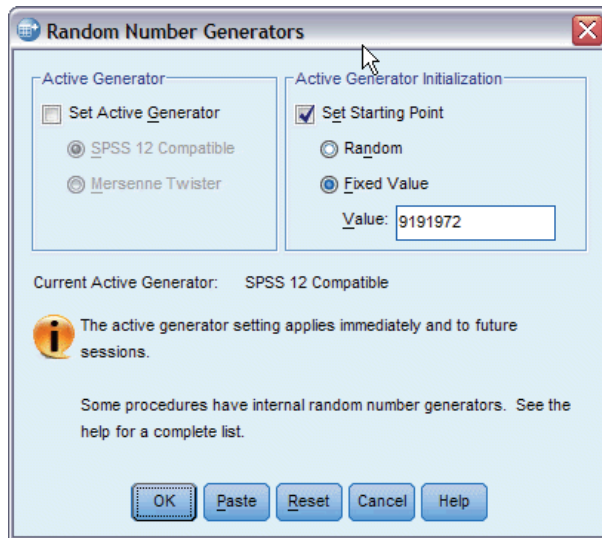 Random Number Generators
Active Generator
Set Active Generator
SPSS 12 Compatible
Mersenne Twister
Active Generator Initialization
Set Starting Point
Random
Fixed Value
Value: 9191972
Current Active Generator: SPSS 12 Compatible
The active generator setting applies immediately and to future
sessions.
Some procedures have internal random number generators. See the
help for a complete list.
OK Paste Reset Cancel Help